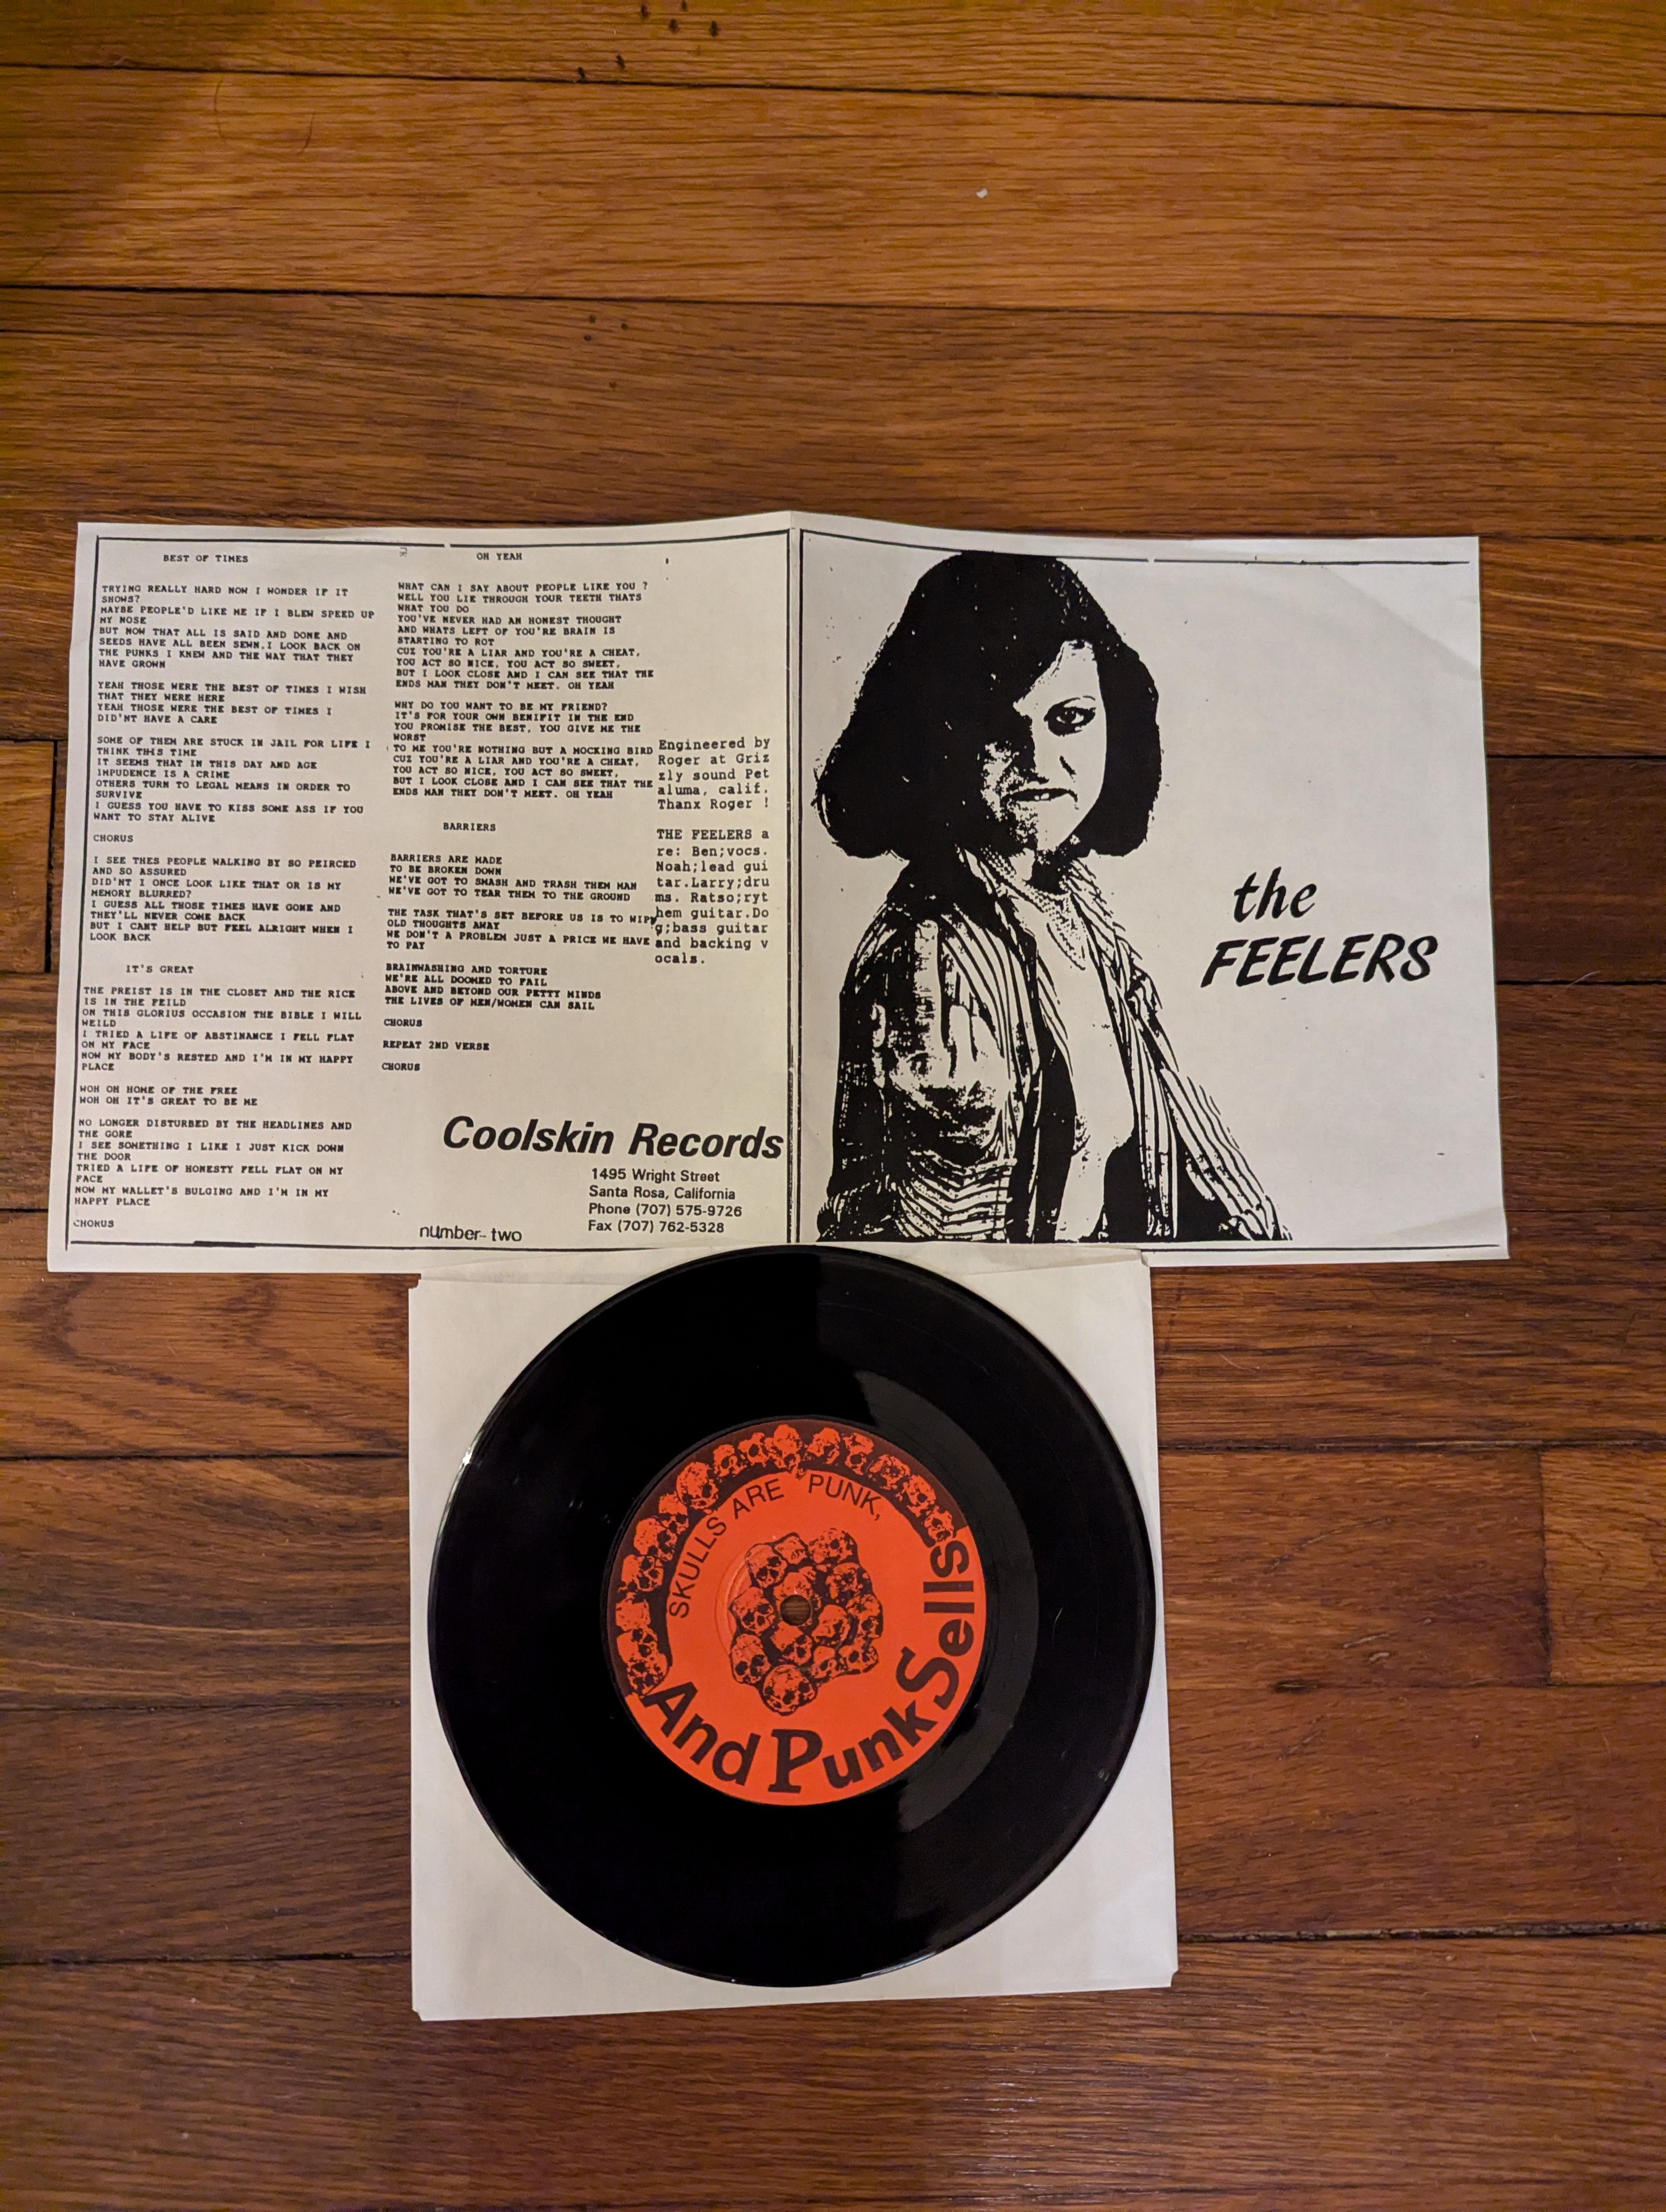 BEST OF TIMES
TRYING REALLY HARD NOW I WONDER IF IT
SHOWS?
MAYBE PEOPLE'D LIKE ME IF I BLEW SPEED UP
MY NOSE
BUT NOW THAT ALL IS SAID AND DONE AND
SEEDS HAVE ALL BEEN SEWN,I LOOK BACK ON
THE PUNKS I KNEW AND THE WAY THAT THEY
HAVE GROWN
YEAH THOSE WERE THE BEST OF TIMES I WISH
THAT THEY WERE HERE
YEAH THOSE WERE THE BEST OF TIMES I
DID'NT HAVE A CARE
SOME OF THEM ARE STUCK IN JAIL FOR LIFE I
THINK THIS TIME
IT SEEMS THAT IN THIS DAY AND AGE
IMPUDENCE IS A CRIME
OTHERS TURN TO LEGAL MEANS IN ORDER TO
SURVIVE
I GUESS YOU HAVE TO KISS SOME ASS IF YOU
WANT TO STAY ALIVE
CHORUS
I SEE THES PEOPLE WALKING BY SO PEIRCED
AND SO ASSURED
DID'NT I ONCE LOOK LIKE THAT OR IS MY
MEMORY BLURRED?
I GUESS ALL THOSE TIMES HAVE GONE AND
THEY'LL NEVER COME BACK
BUT I CANT HELP BUT FEEL ALRIGHT WHEN I
LOOK BACK
IT'S GREAT
THE PREIST IS IN THE CLOSET AND THE RICE
IS IN THE FEILD
ON THIS GLORIUS OCCASION THE BIBLE I WILL
WEILD
I TRIED A LIFE OF ABSTINANCE I FELL FLAT
ON MY FACE
NOW MY BODY'S RESTED AND I'M IN MY HAPPY
PLACE
WOH OH HOME OF THE FREE
WOH OH IT'S GREAT TO BE ME
NO LONGER DISTURBED BY THE HEADLINES AND
THE GORE
I SEE SOMETHING I LIKE I JUST KICK DOWN
THE DOOR
TRIED A LIFE OF HONESTY FELL FLAT ON MY
FACE
NOW MY WALLET'S BULGING AND I'M IN MY
HAPPY PLACE
CHORUS
OH YEAH
WHAT CAN I SAY ABOUT PEOPLE LIKE YOU ?
WELL YOU LIE THROUGH YOUR TEETH THATS
WHAT YOU DO
YOU'VE NEVER HAD AN HONEST THOUGHT
AND WHATS LEFT OF YOU'RE BRAIN IS
STARTING TO ROT
CUZ YOU'RE A LIAR AND YOU'RE A CHEAT,
YOU ACT SO NICE, YOU ACT SO SWEET,
BUT I LOOK CLOSE AND I CAN SEE THAT THE
ENDS MAN THEY DON'T MEET. OH YEAH
WHY DO YOU WANT TO BE MY FRIEND?
IT'S FOR YOUR OWN BENIFIT IN THE END
YOU PROMISE THE BEST, YOU GIVE ME THE
WORST
TO ME YOU'RE NOTHING BUT A MOCKING BIRD
CUZ YOU'RE A LIAR AND YOU'RE A CHEAT,
YOU ACT SO NICE, YOU ACT SO SWEET,
BUT I LOOK CLOSE AND I CAN SEE THAT THE
ENDS MAN THEY DON'T MEET. OH YEAH
BARRIERS
BARRIERS ARE MADE
TO BE BROKEN DOWN
WE'VE GOT TO SMASH AND TRASH THEM MAN
WE'VE GOT TO TEAR THEM TO THE GROUND
THE TASK THAT'S SET BEFORE US IS TO WIPE
OLD THOUGHTS AWAY
WE DON'T A PROBLEM JUST A PRICE WE HAVE
TO PAY
BRAINWASHING AND TORTURE
WE'RE ALL DOOMED TO FAIL
ABOVE AND BEYOND OUR PETTY MINDS
THE LIVES OF MEN/WOMEN CAN SAIL
CHORUS
REPEAT 2ND VERSE
CHORUS
Engineered by
Roger at Griz
zly sound Pet
aluma, calif.
Thanx Roger !
THE FEELERS a
re: Ben;vocs.
Noah;lead gui
tar.Larry;dru
ms. Ratso;ryt
hem guitar.Do
g;bass guitar
and backing v
ocals.
Coolskin Records
1495 Wright Street
Santa Rosa, California
Phone (707) 575-9726
Fax (707) 762-5328
number-two
the
FEELERS
SKULLS ARE PUNK,
And Punk Sells